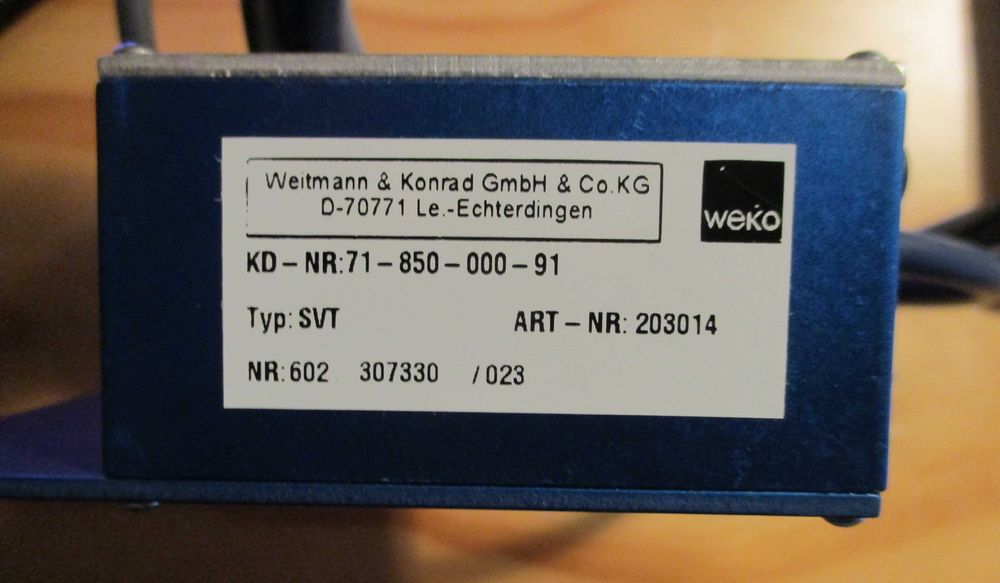 Weitmann & Konrad GmbH & Co.KG
D-70771 Le.-Echterdingen
weko
KD-NR:71-850-000-91
Typ: SVT ART-NR: 203014
NR:602 307330 /023